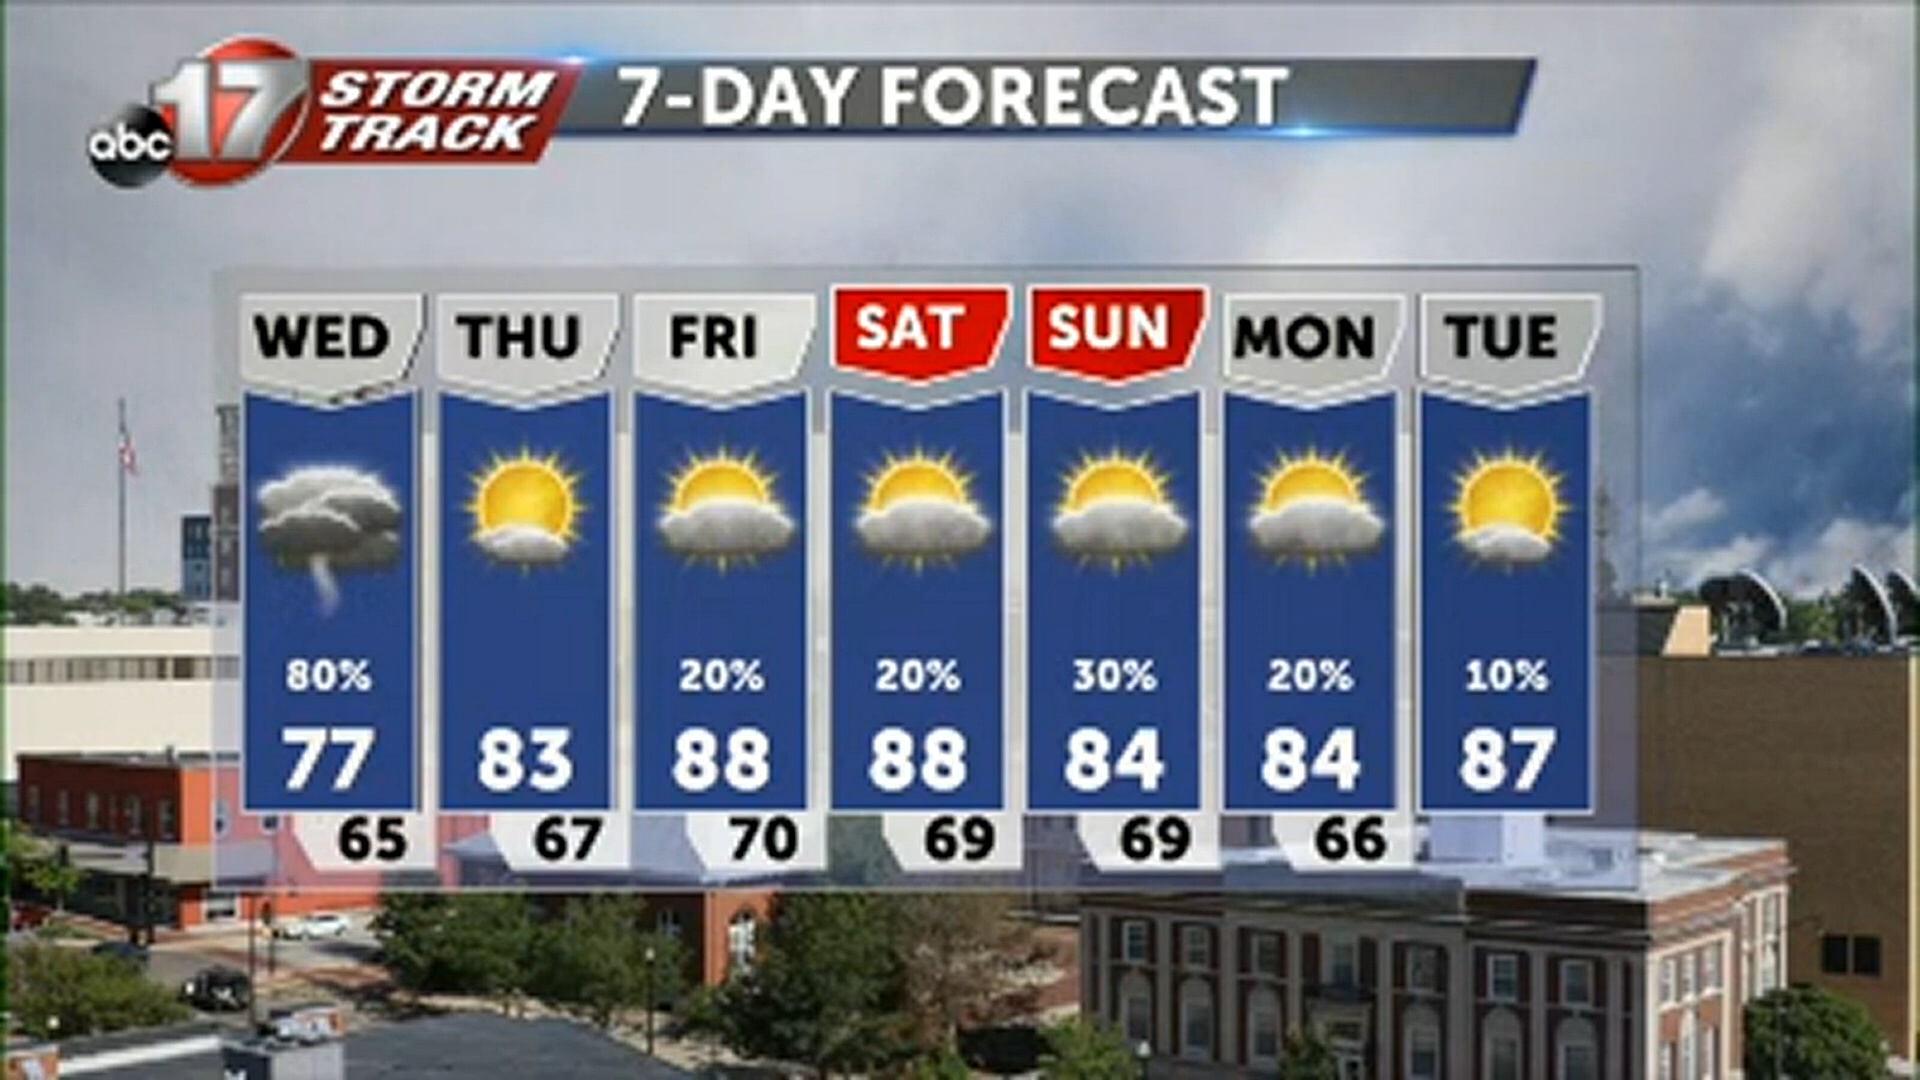 abc 17 STORM TRACK 7-DAY FORECAST
WED THU FRI SAT SUN MON TUE
80% 20% 20% 30% 20% 10%
77 83 88 88 84 84 87
65 67 70 69 69 66